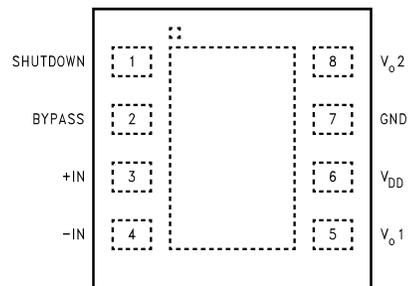 SHUTDOWN 1 8 Vo2
BYPASS 2 7 GND
+IN 3 6 VDD
-IN 4 5 Vo1